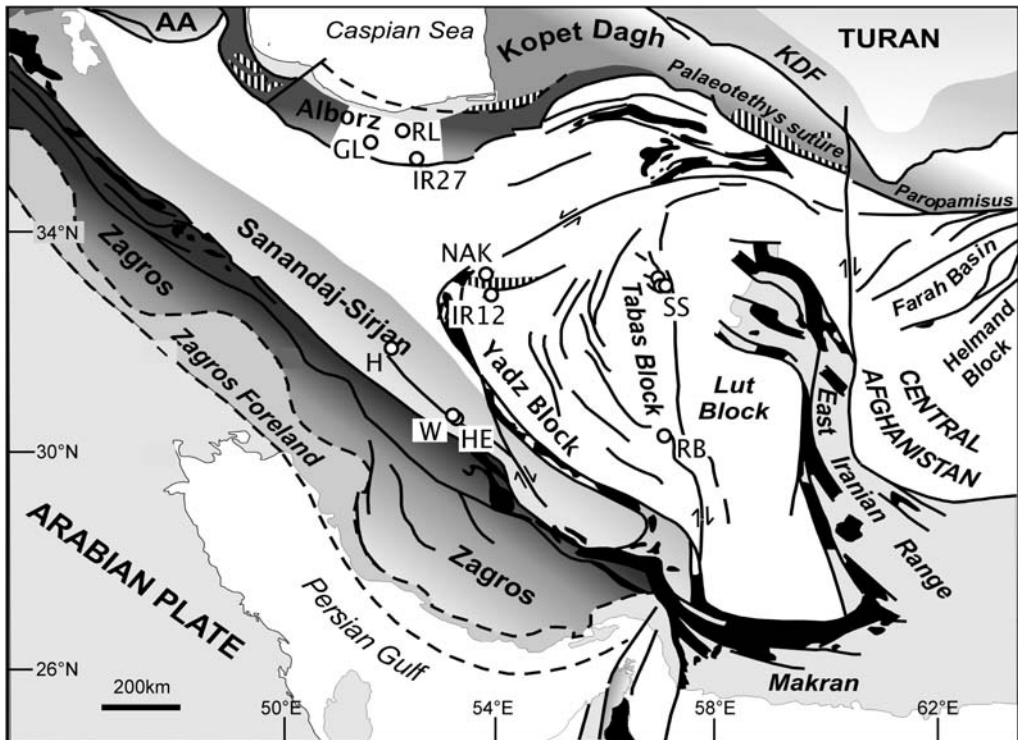 AA
Caspian Sea
Kopet Dagh
KDF
TURAN
Palaeotethys suture
Alborz
RL
GL
IR27
Paropamisus
34°N
Zagros
Sanandaj-Sirjan
NAK
IR12
SS
Tabas Block
Farah Basin
Helmand
Block
H
Yadz Block
Lut
Block
CENTRAL
AFGHANISTAN
Zagros Foreland
W
HE
RB
East
Iranian
Range
30°N
ARABIAN PLATE
Zagros
Persian Gulf
26°N
Makran
200km
50°E
54°E
58°E
62°E